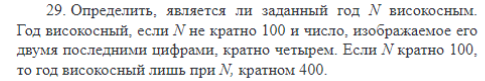 29. Определить, является ли заданный год N високосным.
Год високосный, если N не кратно 100 и число, изображаемое его
двумя последними цифрами, кратно четырем. Если N кратно 100,
то год високосный лишь при N, кратном 400.